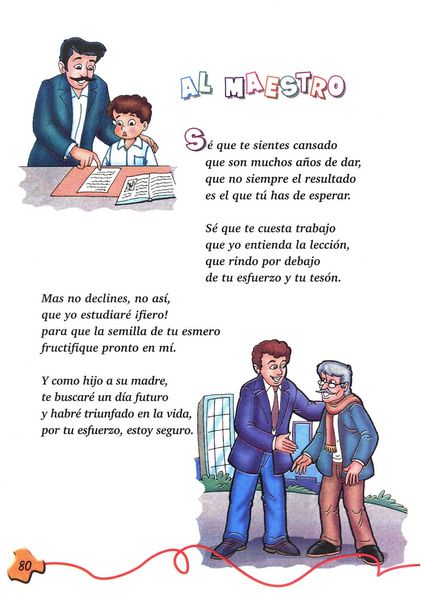 AL MAESTRO
Sé que te sientes cansado
que son muchos años de dar,
que no siempre el resultado
es el que tú has de esperar.
Sé que te cuesta trabajo
que yo entienda la lección,
que rindo por debajo
de tu esfuerzo y tu tesón.
Mas no declines, no así,
que yo estudiaré ¡fiero!
para que la semilla de tu esmero
fructifique pronto en mí.
Y como hijo a su madre,
te buscaré un día futuro
y habré triunfado en la vida,
por tu esfuerzo, estoy seguro.
80